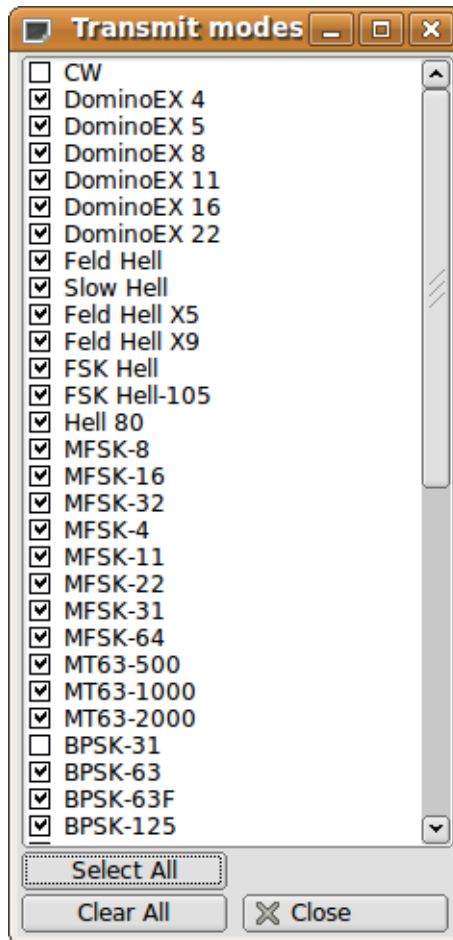 Transmit modes
CW
DominoEX 4
DominoEX 5
DominoEX 8
DominoEX 11
DominoEX 16
DominoEX 22
Feld Hell
Slow Hell
Feld Hell X5
Feld Hell X9
FSK Hell
FSK Hell-105
Hell 80
MFSK-8
MFSK-16
MFSK-32
MFSK-4
MFSK-11
MFSK-22
MFSK-31
MFSK-64
MT63-500
MT63-1000
MT63-2000
BPSK-31
BPSK-63
BPSK-63F
BPSK-125
Select All
Clear All
Close